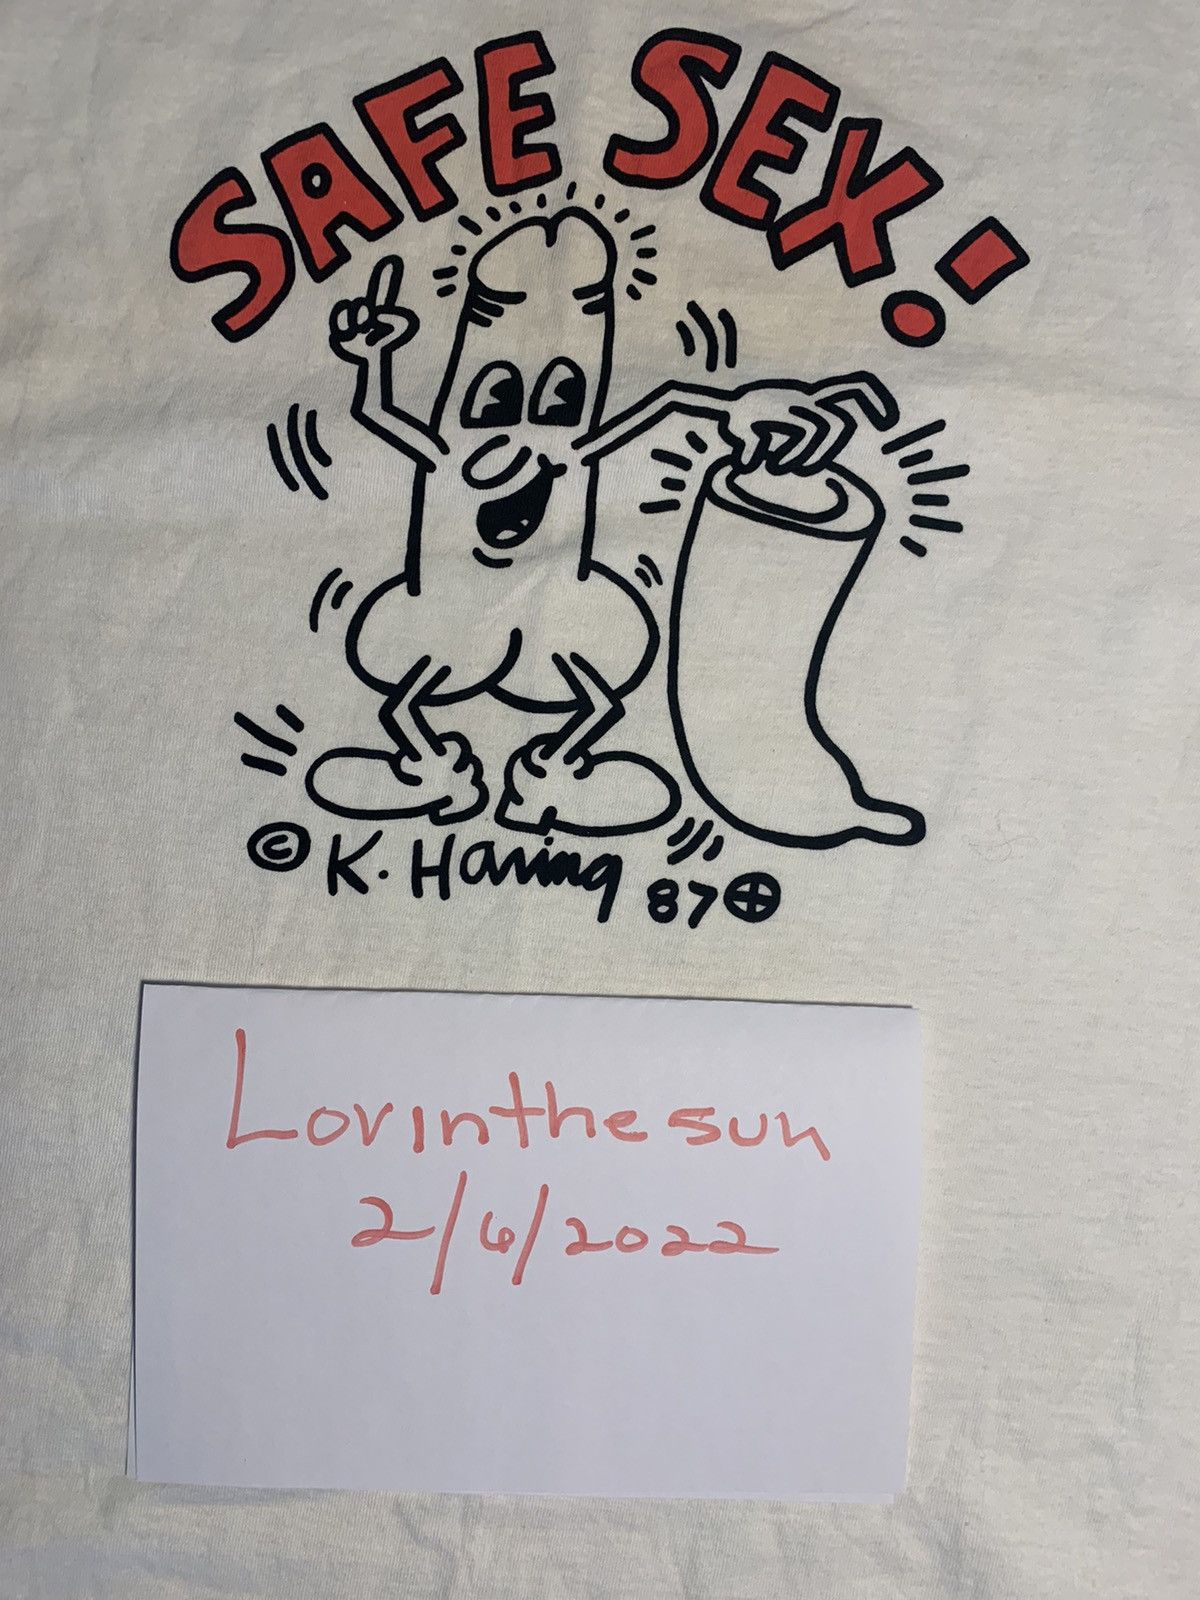 SAFE SEX!
© K. Haring 87
Lovinthesun
2/6/2022